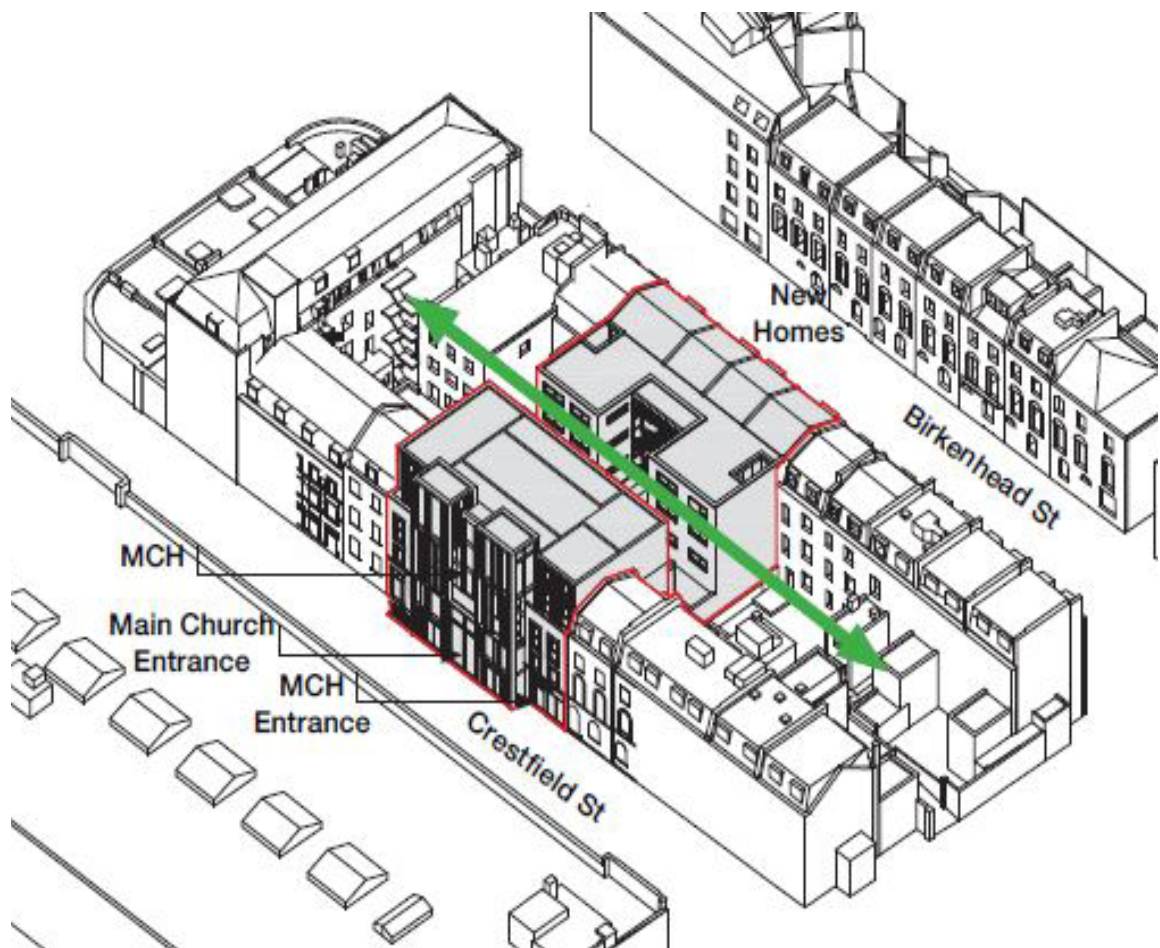 New
Homes
Birkenhead St
MCH
Main Church
Entrance
MCH
Entrance
Crestfield St